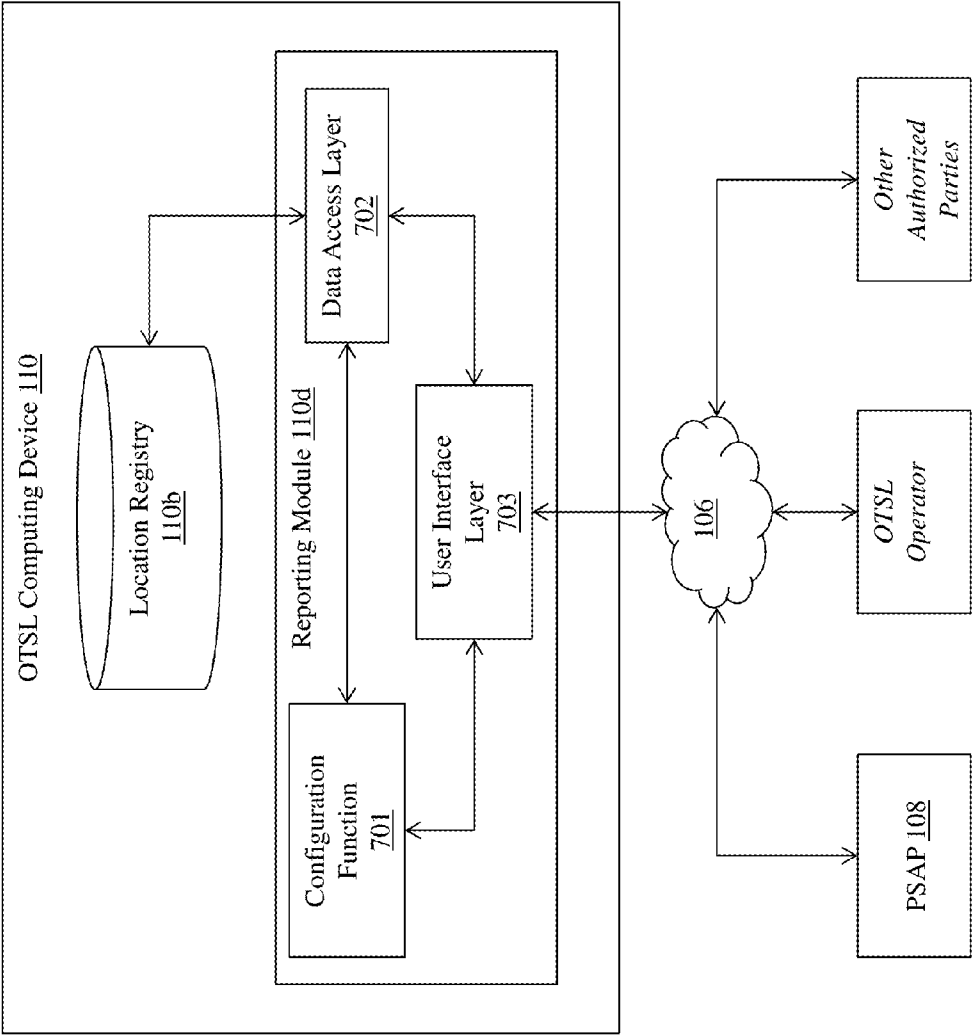 OTSL Computing Device 110
Location Registry
110b
Reporting Module 110d
Configuration
Function
701
Data Access Layer
702
User Interface
Layer
703
106
PSAP 108
OTSL
Operator
Other
Authorized
Parties